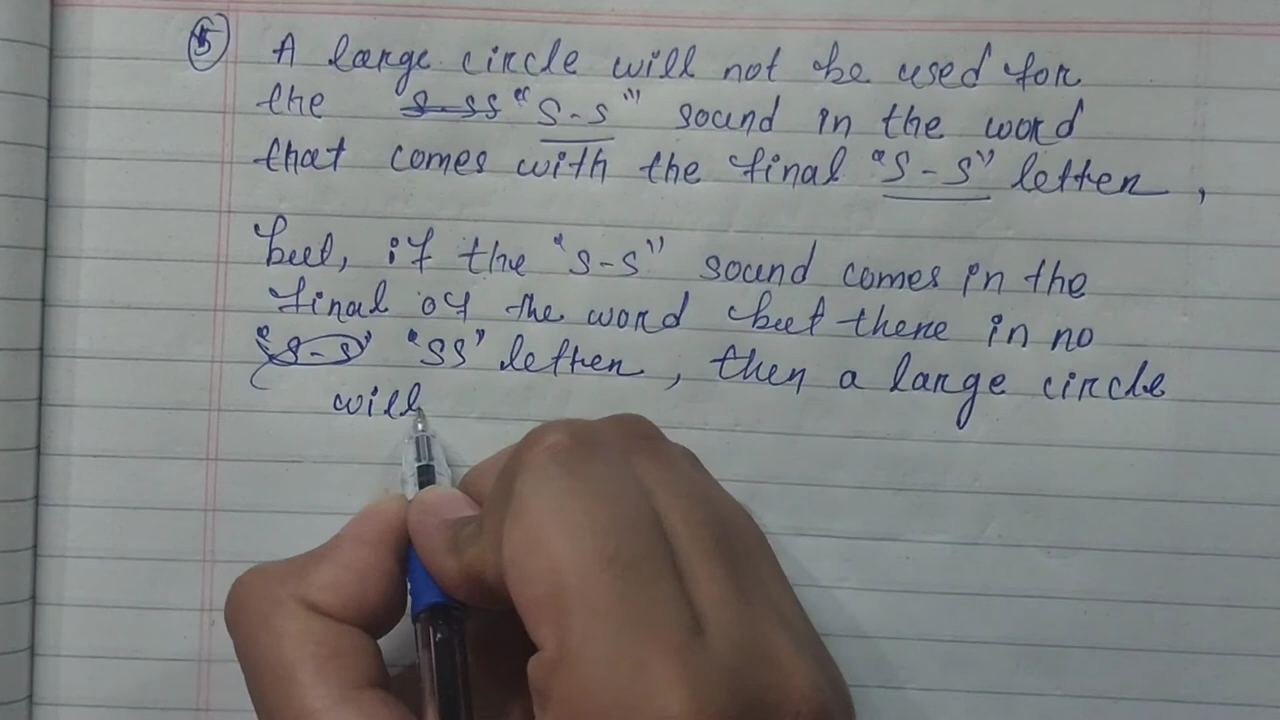 ⑤ A large circle will not be used for
the "S-S" sound in the word
that comes with the final "S-S" letter,
but, if the "S-S" sound comes in the
final of the word but there in no
"S-S" "SS" letter, then a large circle
will